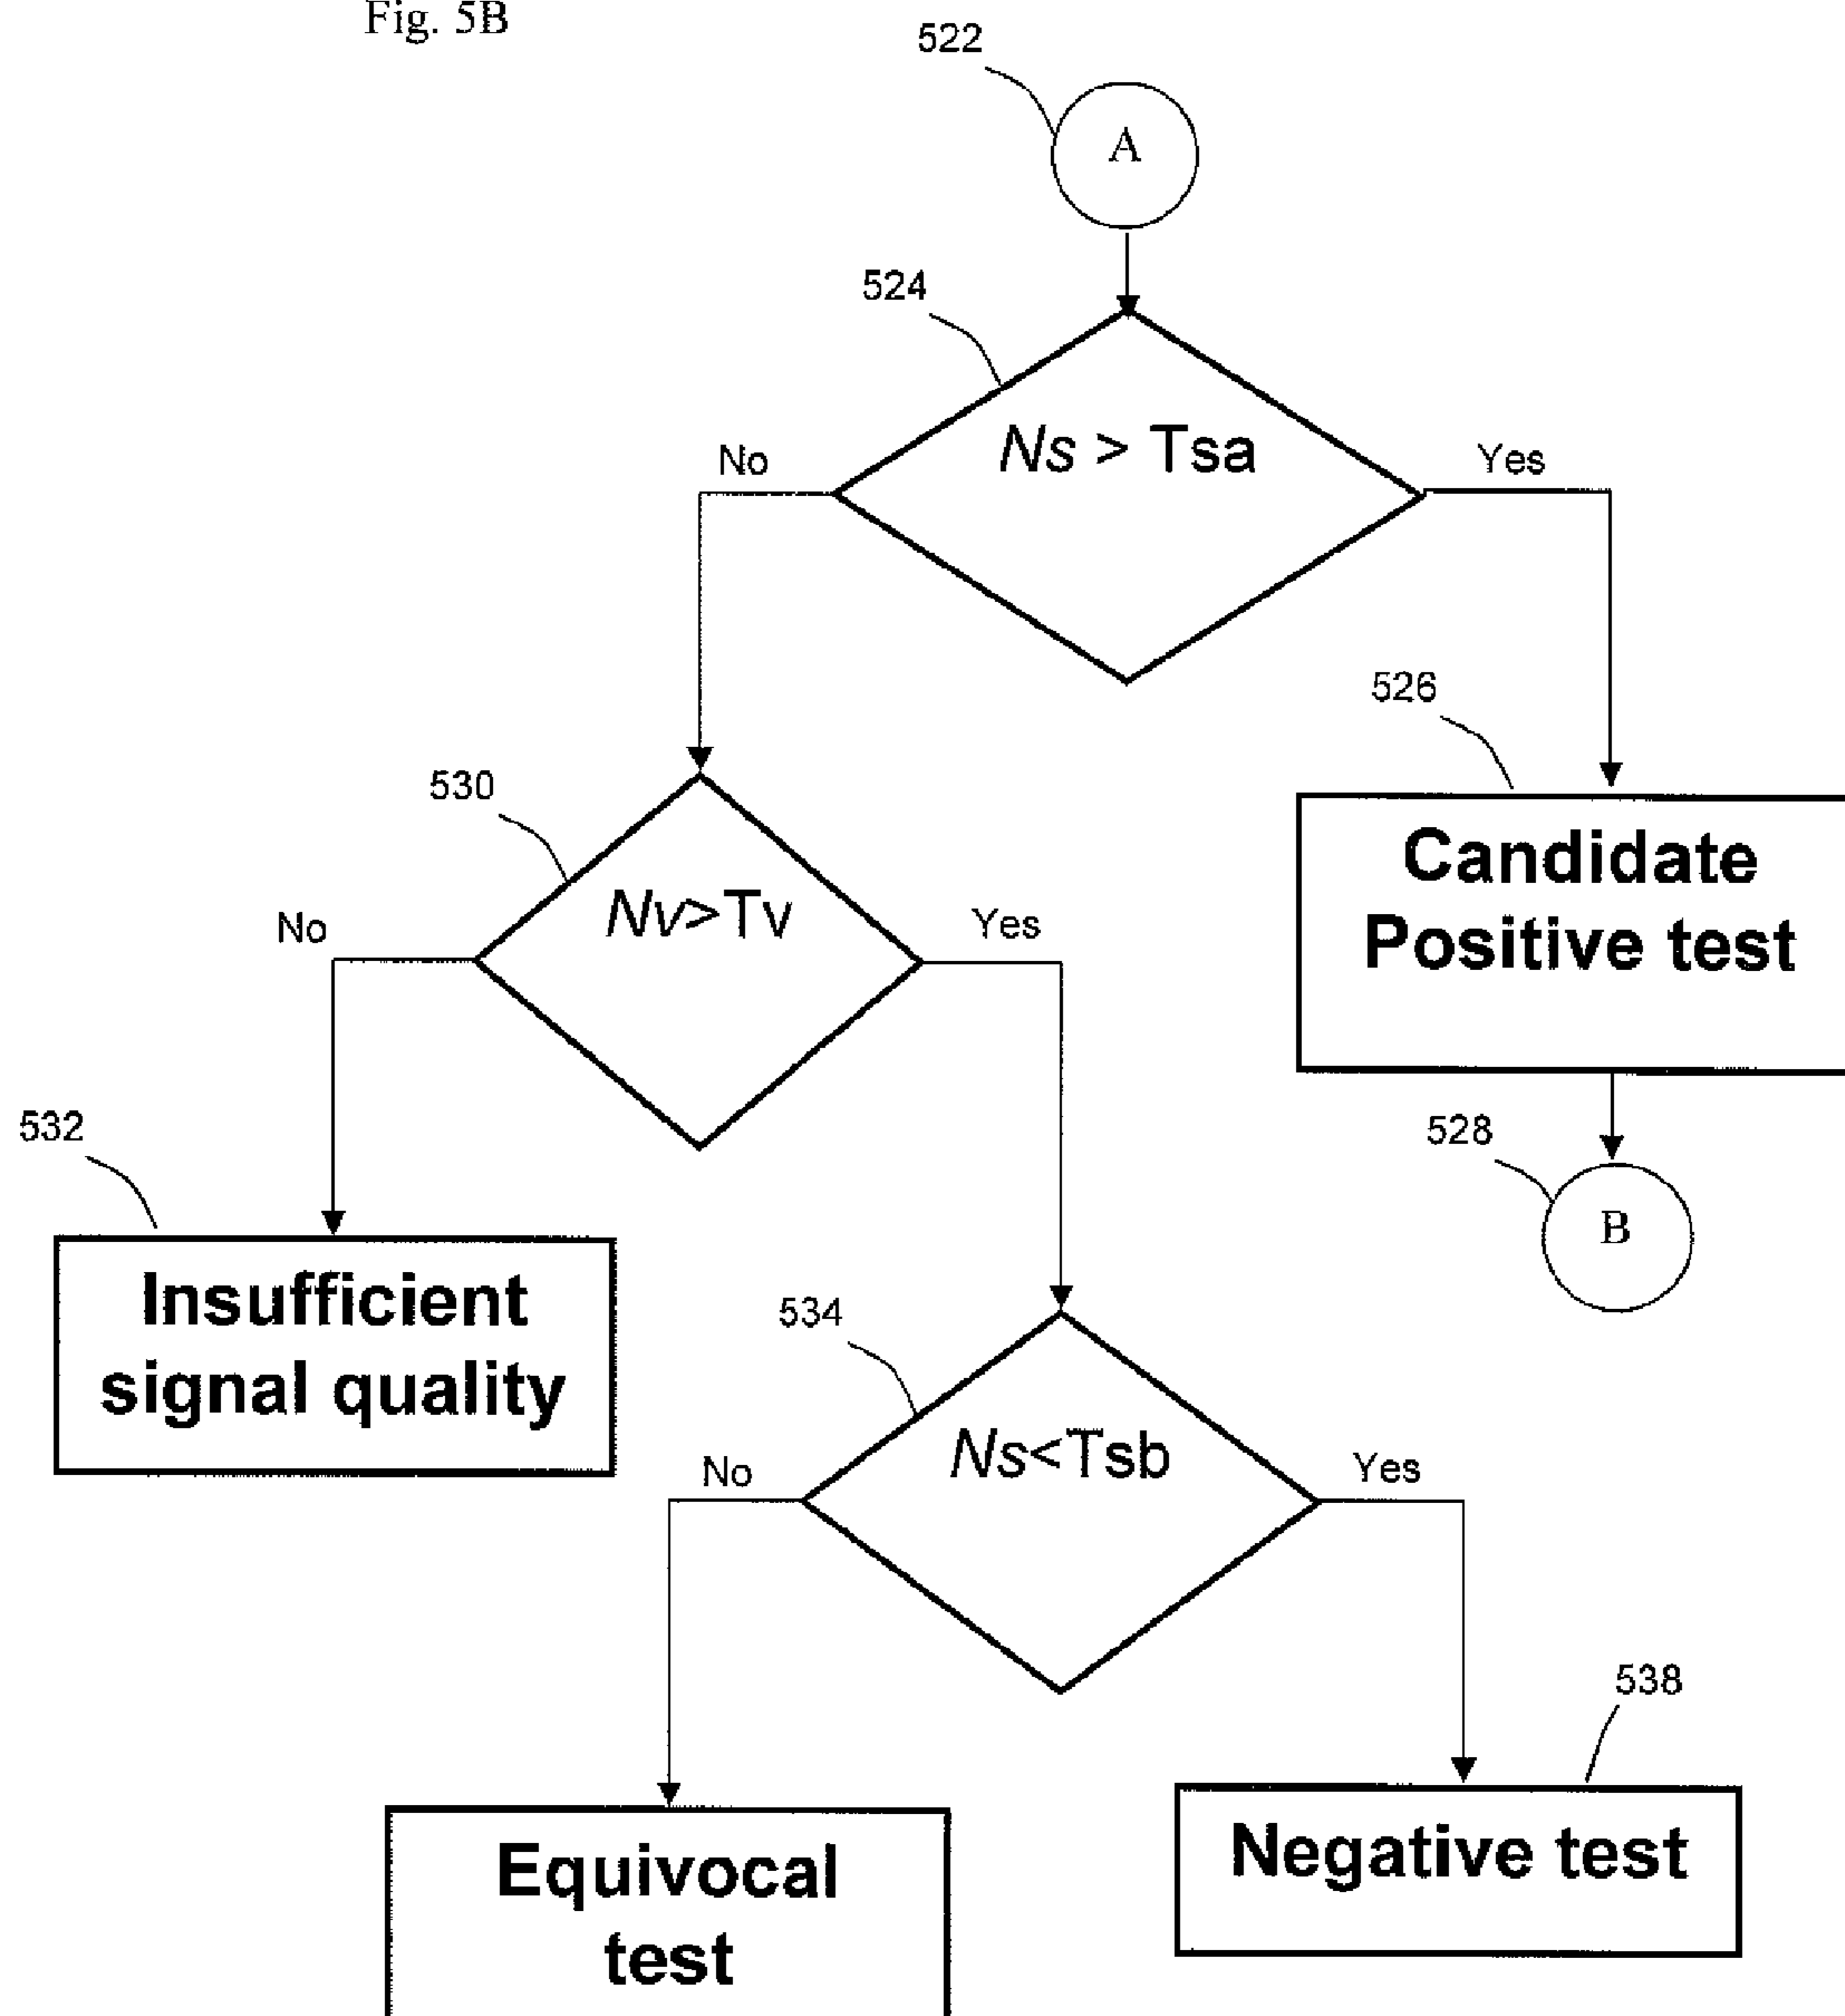 Fig. 5B
522
A
524
Ns > Tsa
No
Yes
526
Candidate
Positive test
530
Nv>Tv
No
Yes
528
B
532
Insufficient
signal quality
534
Ns<Tsb
No
Yes
538
Negative test
Equivocal
test